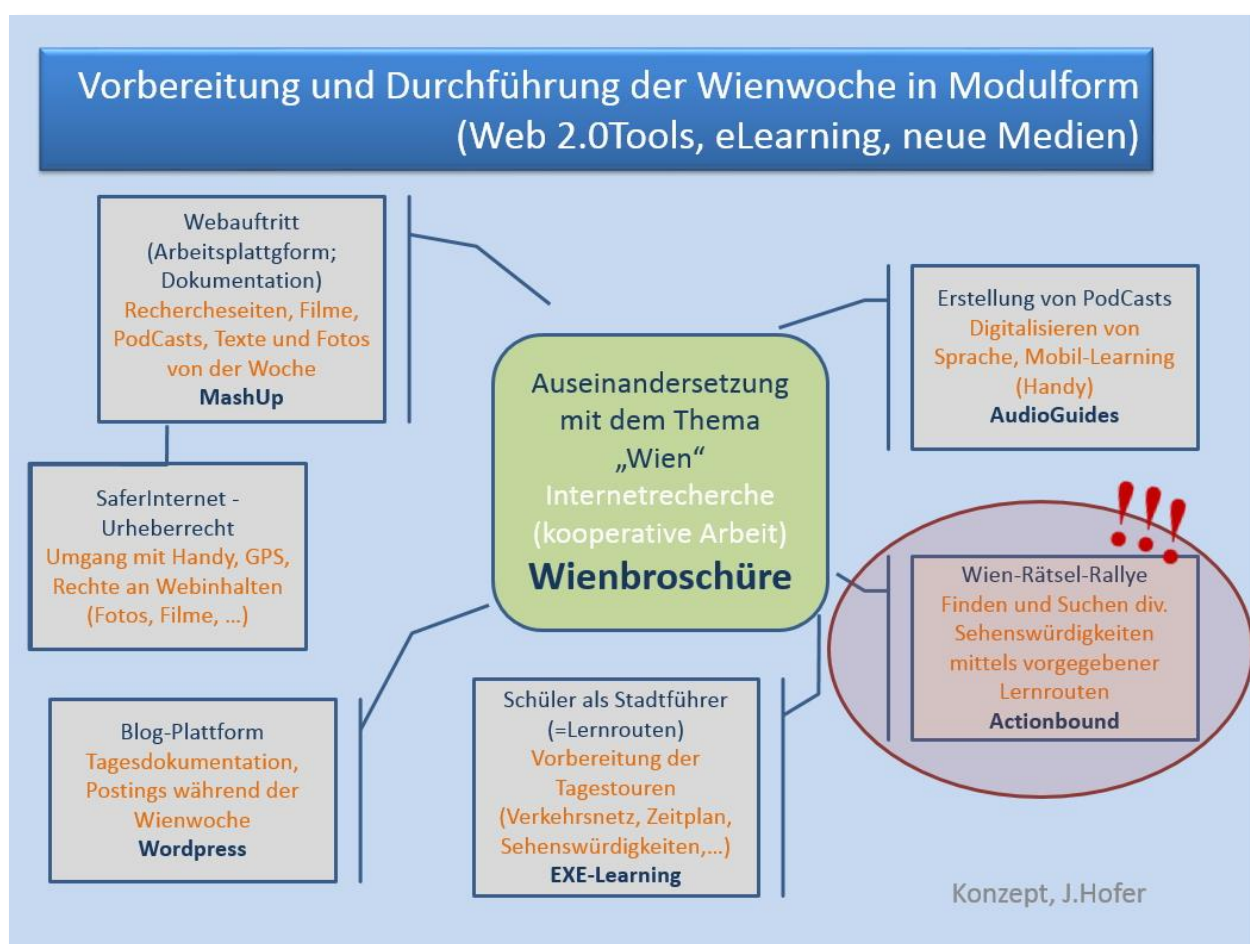 Vorbereitung und Durchführung der Wienwoche in Modulform
(Web 2.0Tools, eLearning, neue Medien)
Webauftritt
(Arbeitsplattgform;
Dokumentation)
Rechercheseiten, Filme,
PodCasts, Texte und Fotos
von der Woche
MashUp
Erstellung von PodCasts
Digitalisieren von
Sprache, Mobil-Learning
(Handy)
AudioGuides
Auseinandersetzung
mit dem Thema
„Wien“
Internetrecherche
(kooperative Arbeit)
Wienbroschüre
SaferInternet -
Urheberrecht
Umgang mit Handy, GPS,
Rechte an Webinhalten
(Fotos, Filme, …)
!!!
Wien-Rätsel-Rallye
Finden und Suchen div.
Sehenswürdigkeiten
mittels vorgegebener
Lernrouten
Actionbound
Blog-Plattform
Tagesdokumentation,
Postings während der
Wienwoche
Wordpress
Schüler als Stadtführer
(=Lernrouten)
Vorbereitung der
Tagestouren
(Verkehrsnetz, Zeitplan,
Sehenswürdigkeiten,…)
EXE-Learning
Konzept, J.Hofer